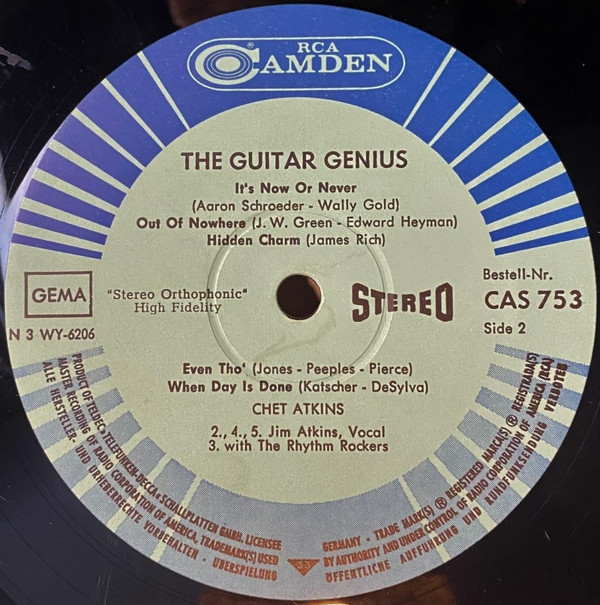 RCA
CAMDEN
®
THE GUITAR GENIUS
It's Now Or Never
(Aaron Schroeder - Wally Gold)
Out Of Nowhere (J. W. Green - Edward Heyman)
Hidden Charm (James Rich)
GEMA
"Stereo Orthophonic"
High Fidelity
N 3 WY-6206
STEREO
Bestell-Nr.
CAS 753
Side 2
Even Tho' (Jones - Peeples - Pierce)
When Day Is Done (Katscher - DeSylva)
CHET ATKINS
2., 4., 5. Jim Atkins, Vocal
3. with The Rhythm Rockers
PRODUCT OF TELDEC »TELEFUNKEN-DECCA« SCHALLPLATTEN GMBH. LICENSEE
MASTER RECORDING OF RADIO CORPORATION OF AMERICA, TRADEMARK(S) USED
ALLE HERSTELLER- UND URHEBERRECHTE VORBEHALTEN · ÜBERSPIELUNG
GERMANY · TRADE MARK(S) ® REGISTERED MARCA(S) ® REGISTRADA(S)
BY AUTHORITY AND UNDER CONTROL OF RADIO CORPORATION OF AMERICA (RCA)
ÖFFENTLICHE AUFFÜHRUNG UND RUNDFUNKSENDUNG VERBOTEN
33